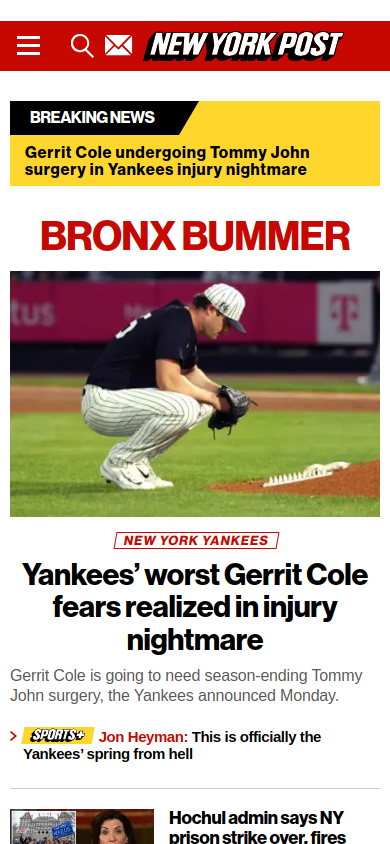 NEW YORK POST
BREAKING NEWS
Gerrit Cole undergoing Tommy John
surgery in Yankees injury nightmare
BRONX BUMMER
NEW YORK YANKEES
Yankees’ worst Gerrit Cole
fears realized in injury
nightmare
Gerrit Cole is going to need season-ending Tommy
John surgery, the Yankees announced Monday.
SPORTS+ Jon Heyman: This is officially the
Yankees’ spring from hell
Hochul admin says NY
prison strike over, fires